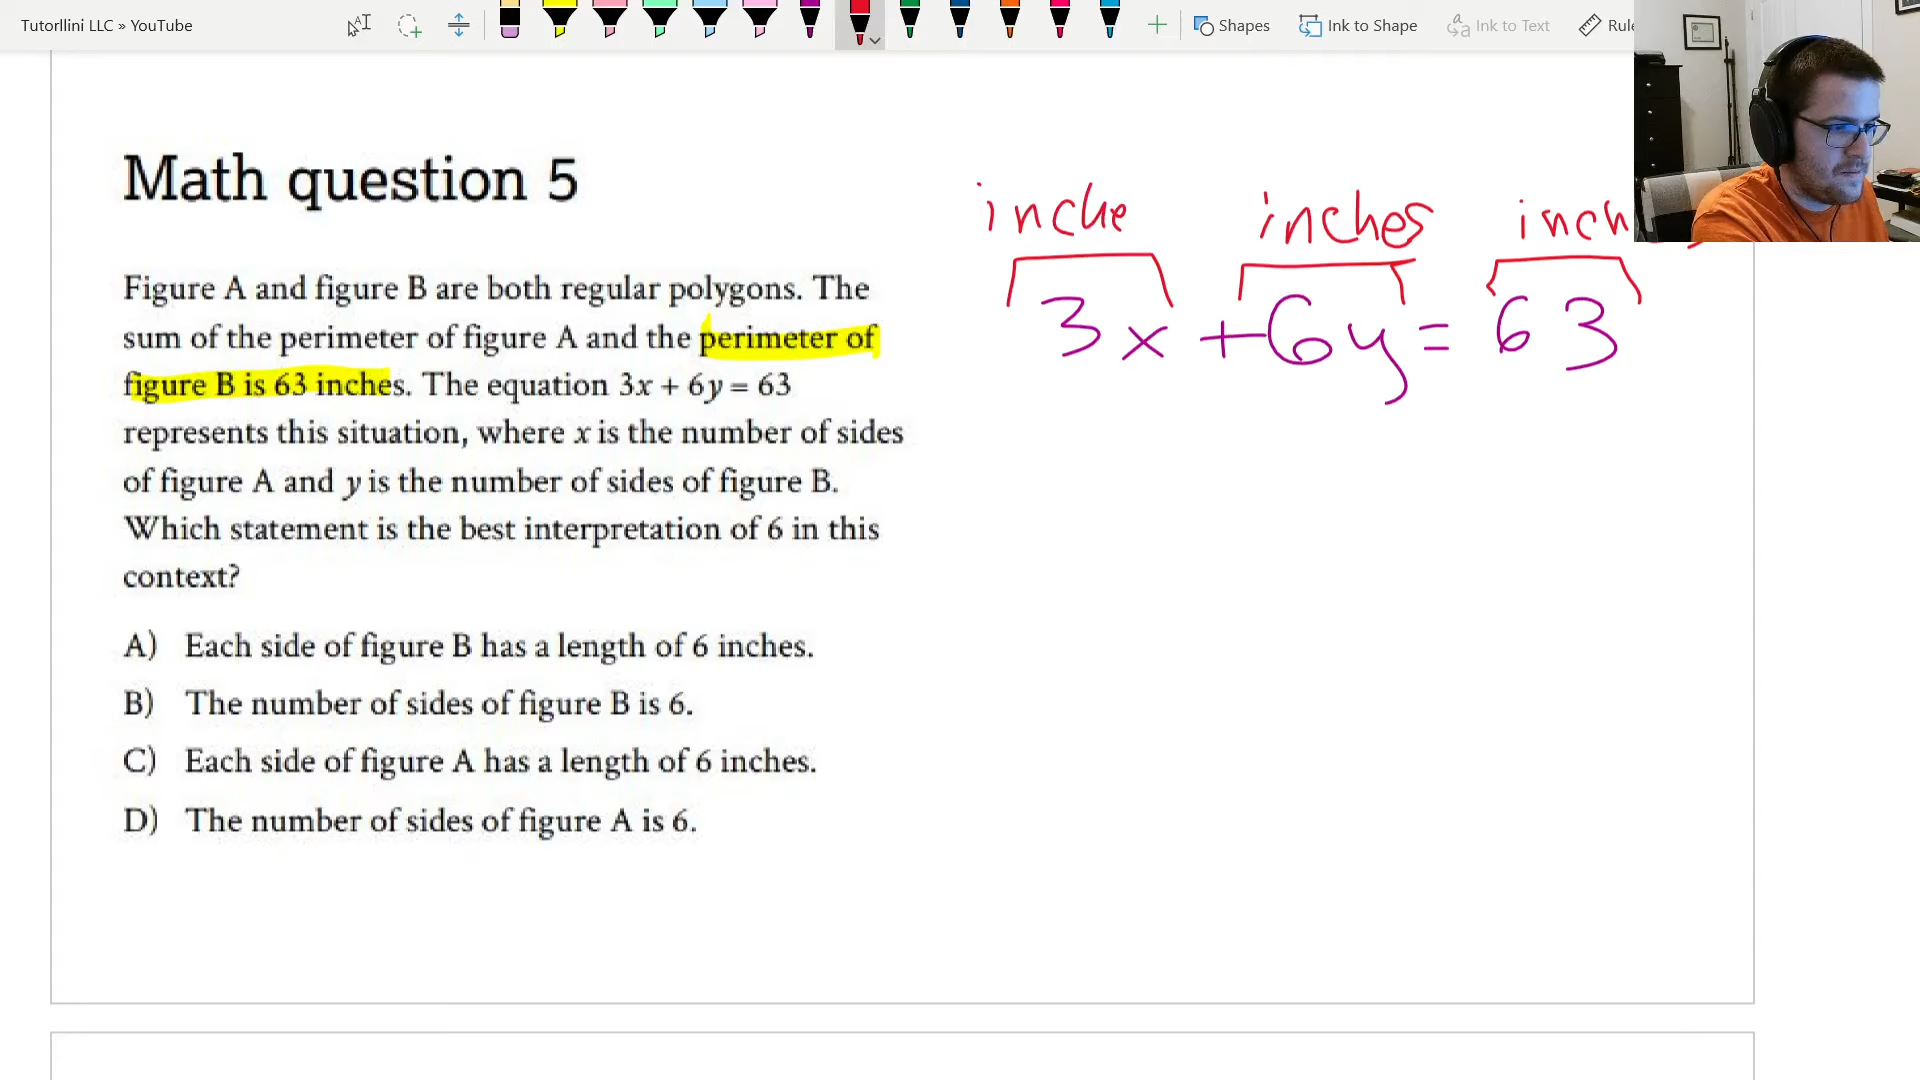 Tutorllini LLC » YouTube
Shapes Ink to Shape Ink to Text
Math question 5
Figure A and figure B are both regular polygons. The
sum of the perimeter of figure A and the perimeter of
figure B is 63 inches. The equation 3x + 6y = 63
represents this situation, where x is the number of sides
of figure A and y is the number of sides of figure B.
Which statement is the best interpretation of 6 in this
context?
A) Each side of figure B has a length of 6 inches.
B) The number of sides of figure B is 6.
C) Each side of figure A has a length of 6 inches.
D) The number of sides of figure A is 6.
inche inches inch
3x + 6y = 63